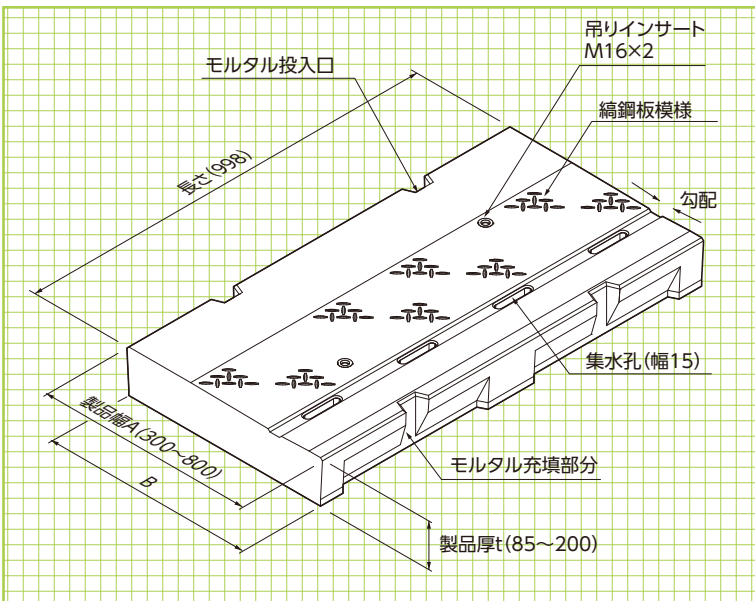 吊りインサート
M16×2
モルタル投入口
縞鋼板模様
長さ(998)
勾配
集水孔(幅15)
製品幅A(300～800)
モルタル充填部分
B
製品厚t(85～200)